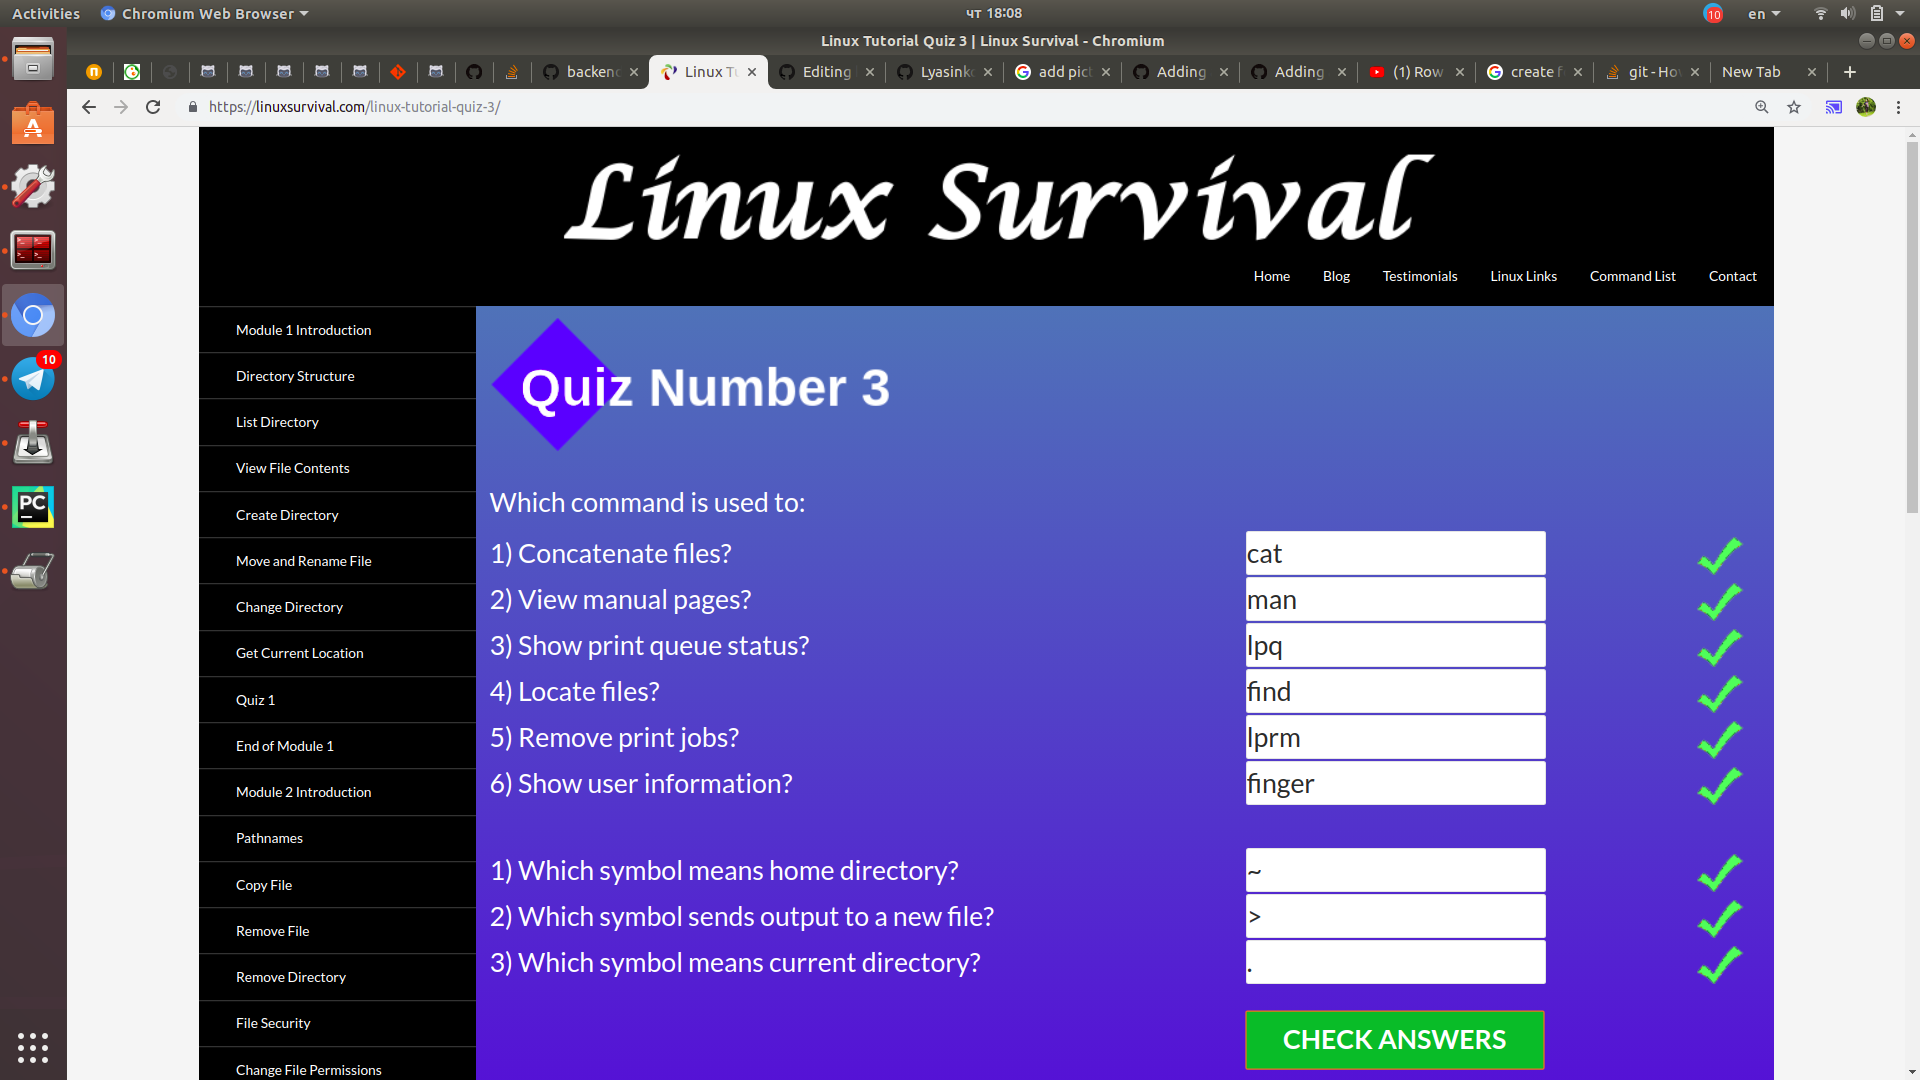 Activities
Chromium Web Browser
чт 18:08
10
en
Linux Tutorial Quiz 3 | Linux Survival - Chromium
backend
Linux Tu
Editing
Lyasinko
add pict
Adding
Adding
(1) Row
create f
git - How
New Tab
https://linuxsurvival.com/linux-tutorial-quiz-3/
Linux Survival
Home
Blog
Testimonials
Linux Links
Command List
Contact
10
PC
Module 1 Introduction
Directory Structure
List Directory
View File Contents
Create Directory
Move and Rename File
Change Directory
Get Current Location
Quiz 1
End of Module 1
Module 2 Introduction
Pathnames
Copy File
Remove File
Remove Directory
File Security
Change File Permissions
Quiz Number 3
Which command is used to:
1) Concatenate files? cat
2) View manual pages? man
3) Show print queue status? lpq
4) Locate files? find
5) Remove print jobs? lprm
6) Show user information? finger
1) Which symbol means home directory? ~
2) Which symbol sends output to a new file? >
3) Which symbol means current directory? .
CHECK ANSWERS